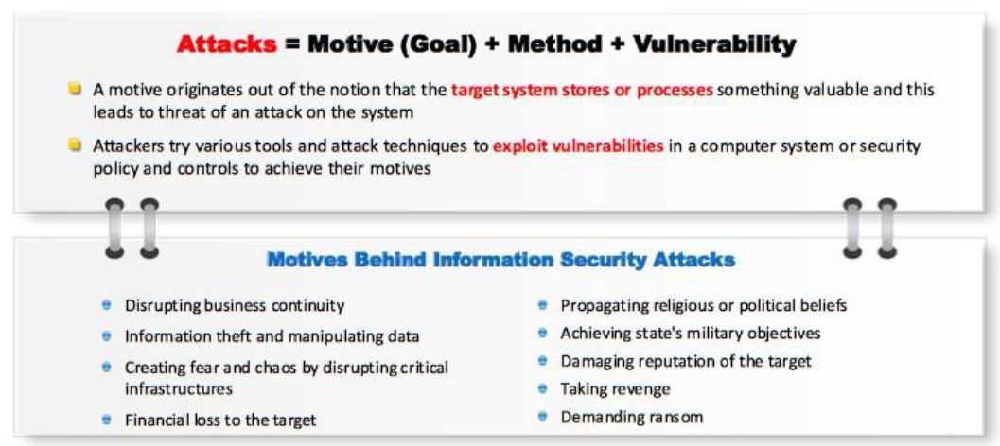 Attacks = Motive (Goal) + Method + Vulnerability
A motive originates out of the notion that the target system stores or processes something valuable and this
leads to threat of an attack on the system
Attackers try various tools and attack techniques to exploit vulnerabilities in a computer system or security
policy and controls to achieve their motives
Motives Behind Information Security Attacks
Disrupting business continuity
Information theft and manipulating data
Creating fear and chaos by disrupting critical
infrastructures
Financial loss to the target
Propagating religious or political beliefs
Achieving state's military objectives
Damaging reputation of the target
Taking revenge
Demanding ransom